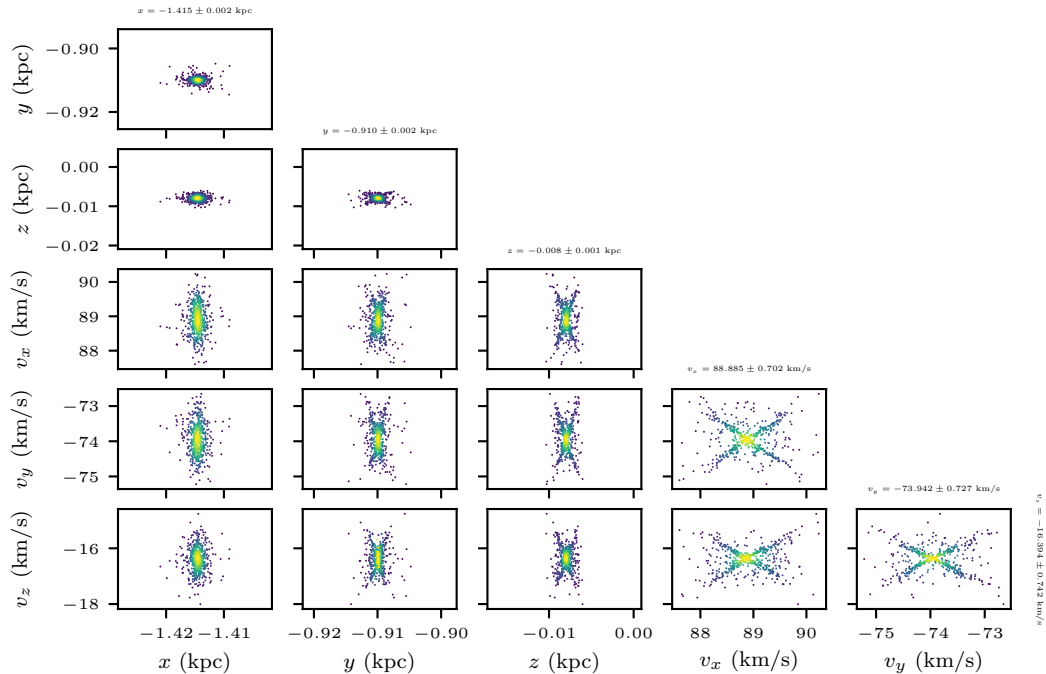 x = −1.415 ± 0.002 kpc
−0.90
−0.92
y (kpc)
y = −0.910 ± 0.002 kpc
0.00
−0.01
−0.02
z (kpc)
z = −0.008 ± 0.001 kpc
90
89
88
v_x (km/s)
v_x = 88.885 ± 0.702 km/s
−73
−74
−75
v_y (km/s)
v_y = −73.942 ± 0.727 km/s
v_z = −16.394 ± 0.742 km/s
−16
−18
v_z (km/s)
−1.42 −1.41 −0.92 −0.91 −0.90 −0.01 0.00 88 89 90 −75 −74 −73
x (kpc) y (kpc) z (kpc) v_x (km/s) v_y (km/s)